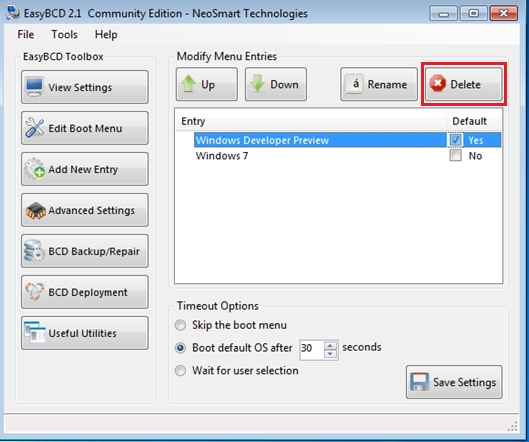 EasyBCD 2.1 Community Edition - NeoSmart Technologies
File Tools Help
EasyBCD Toolbox
View Settings
Edit Boot Menu
Add New Entry
Advanced Settings
BCD Backup/Repair
BCD Deployment
Useful Utilities
Modify Menu Entries
Up Down á Rename Delete
Entry Default
Windows Developer Preview Yes
Windows 7 No
Timeout Options
Skip the boot menu
Boot default OS after 30 seconds
Wait for user selection
Save Settings